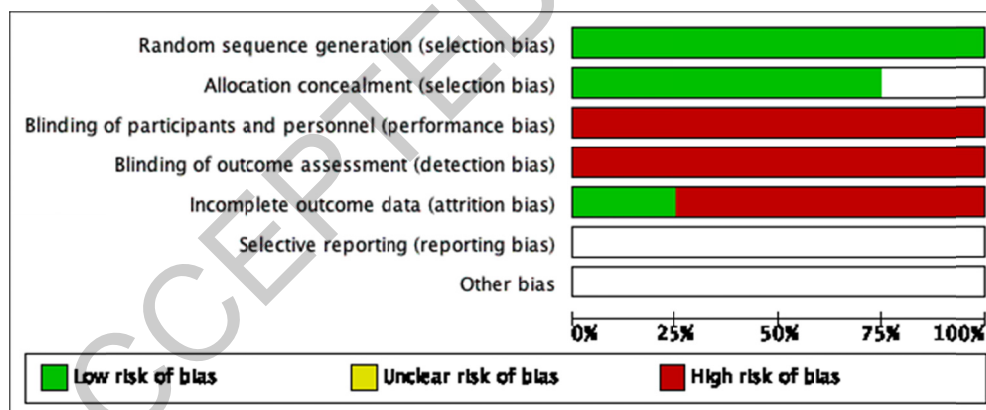 Random sequence generation (selection bias)
Allocation concealment (selection bias)
Blinding of participants and personnel (performance bias)
Blinding of outcome assessment (detection bias)
Incomplete outcome data (attrition bias)
Selective reporting (reporting bias)
Other bias
0% 25% 50% 75% 100%
Low risk of bias Unclear risk of bias High risk of bias
CCEPTED